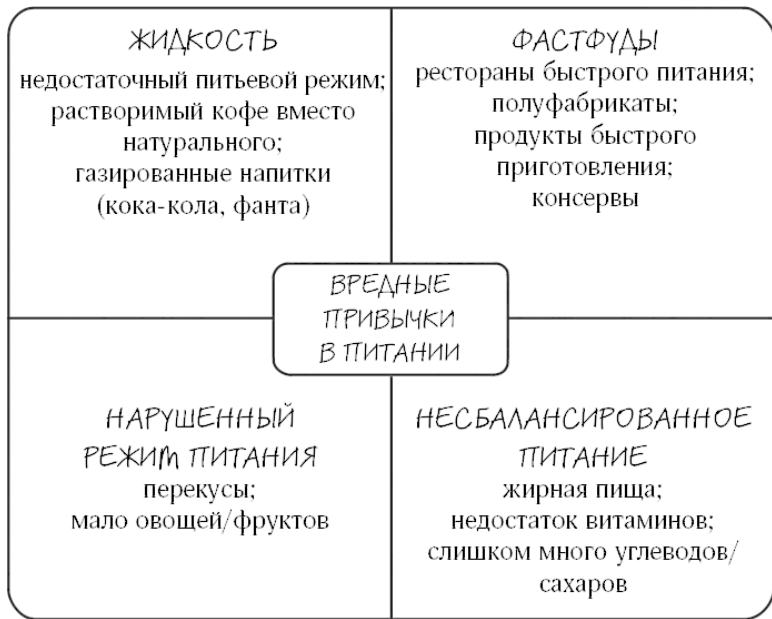 ЖИДКОСТЬ
недостаточный питьевой режим;
растворимый кофе вместо
натурального;
газированные напитки
(кока-кола, фанта)
ФАСТФУДЫ
рестораны быстрого питания;
полуфабрикаты;
продукты быстрого
приготовления;
консервы
ВРЕДНЫЕ
ПРИВЫЧКИ
В ПИТАНИИ
НАРУШЕННЫЙ
РЕЖИМ ПИТАНИЯ
перекусы;
мало овощей/фруктов
НЕСБАЛАНСИРОВАННОЕ
ПИТАНИЕ
жирная пища;
недостаток витаминов;
слишком много углеводов/
сахаров